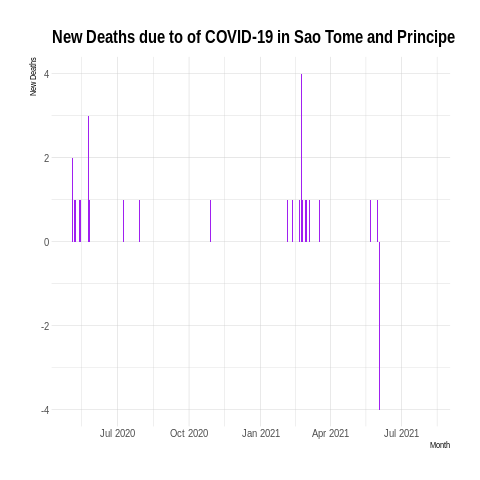 New Deaths due to of COVID-19 in Sao Tome and Principe
New Deaths
4
2
0
-2
-4
Jul 2020 Oct 2020 Jan 2021 Apr 2021 Jul 2021
Month